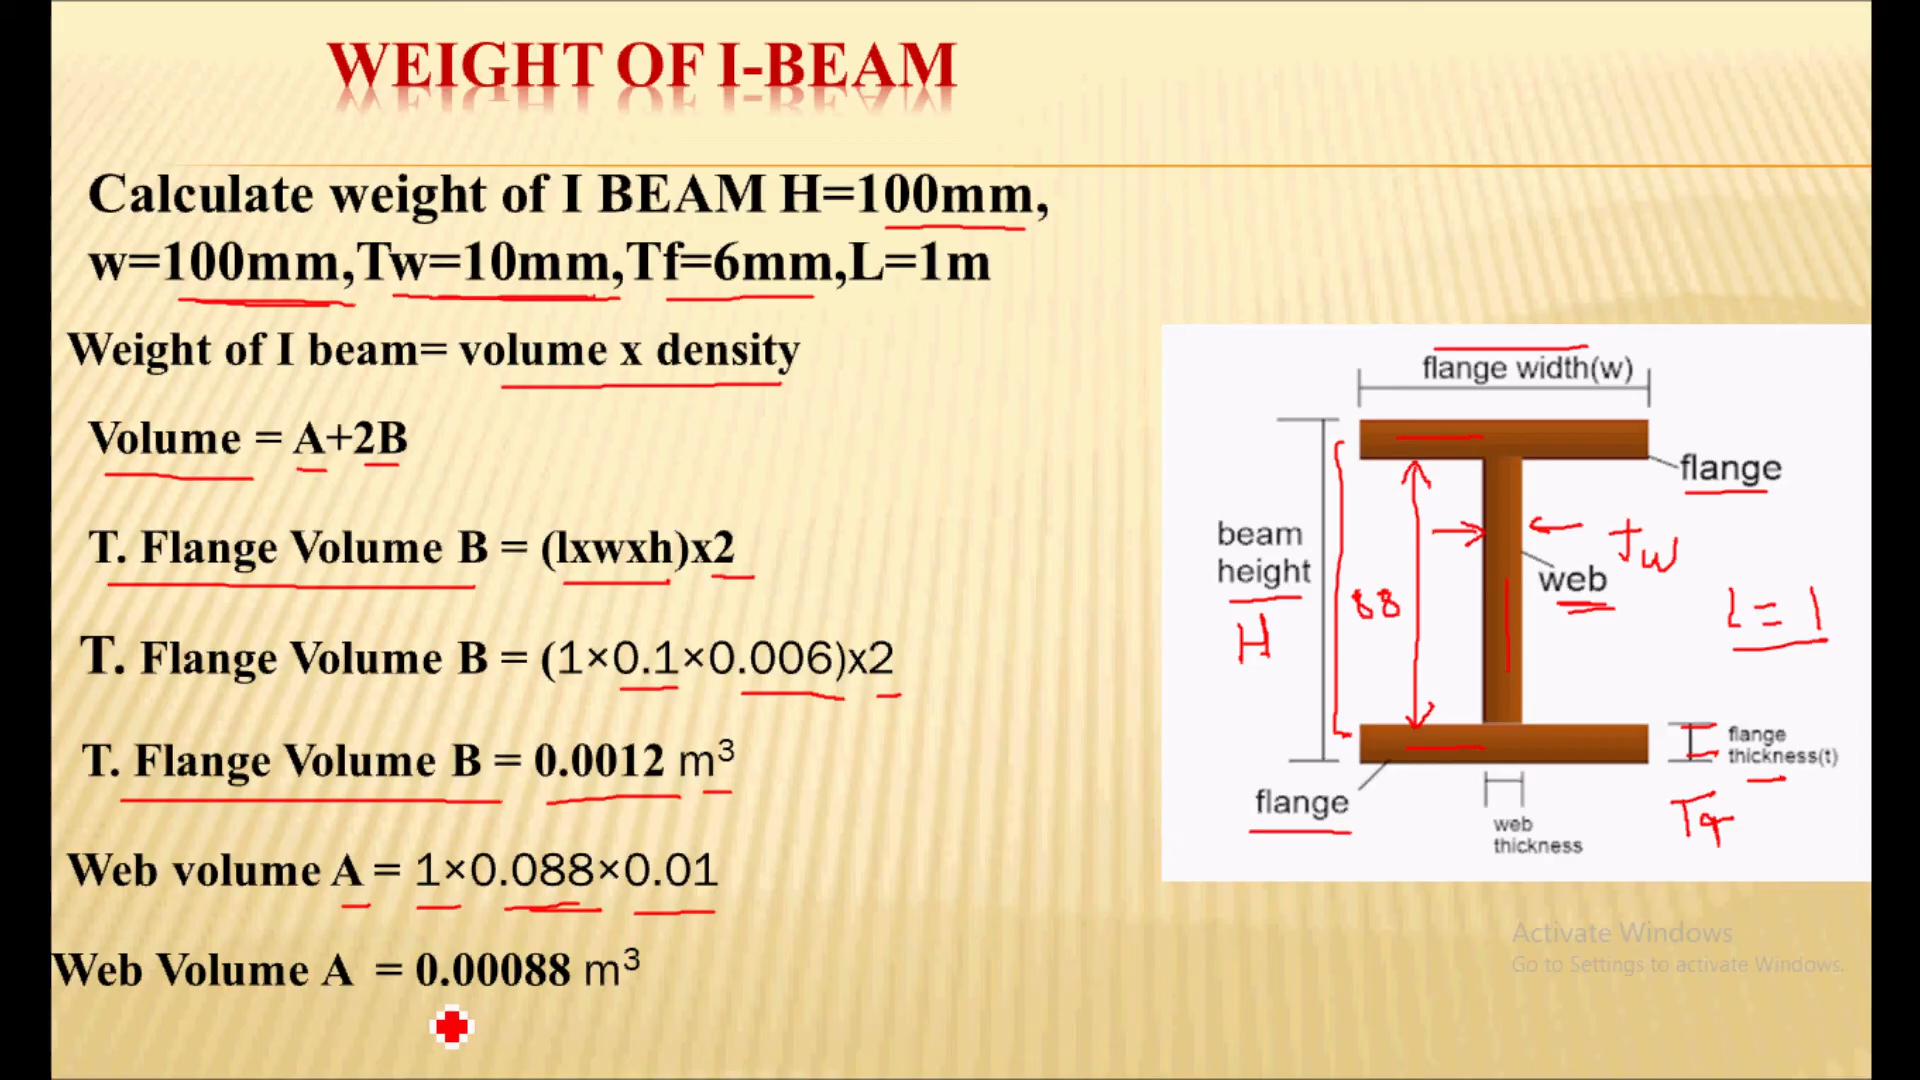 WEIGHT OF I-BEAM
Calculate weight of I BEAM H=100mm,
w=100mm,Tw=10mm,Tf=6mm,L=1m
Weight of I beam= volume x density
Volume = A+2B
T. Flange Volume B = (lxwxh)x2
T. Flange Volume B = (1×0.1×0.006)x2
T. Flange Volume B = 0.0012 m³
Web volume A = 1×0.088×0.01
Web Volume A = 0.00088 m³
flange width(w)
flange
beam
height
H
88
tw
web
l = 1
flange
thickness(t)
Tf
flange
web
thickness
Activate Windows
Go to Settings to activate Windows.